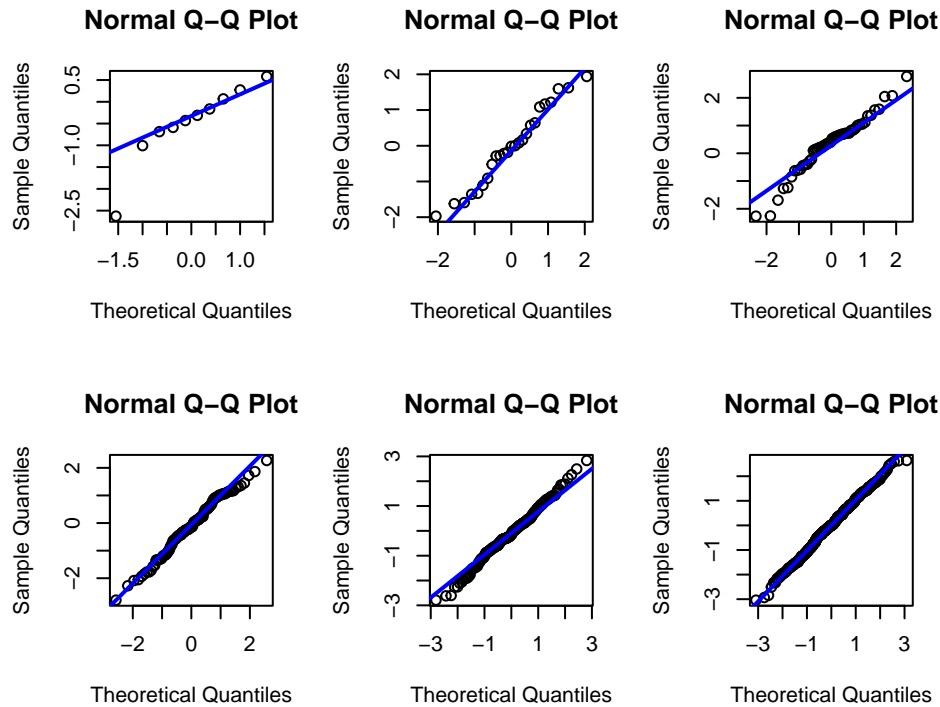 Normal Q−Q Plot
Sample Quantiles
0.5
−1.0
−2.5
−1.5 0.0 1.0
Theoretical Quantiles
Normal Q−Q Plot
Sample Quantiles
2
1
0
−2
−2 0 1 2
Theoretical Quantiles
Normal Q−Q Plot
Sample Quantiles
2
0
−2
−2 0 1 2
Theoretical Quantiles
Normal Q−Q Plot
Sample Quantiles
2
0
−2
−2 0 2
Theoretical Quantiles
Normal Q−Q Plot
Sample Quantiles
3
1
−1
−3
−3 −1 1 3
Theoretical Quantiles
Normal Q−Q Plot
Sample Quantiles
1
−1
−3
−3 −1 1 3
Theoretical Quantiles